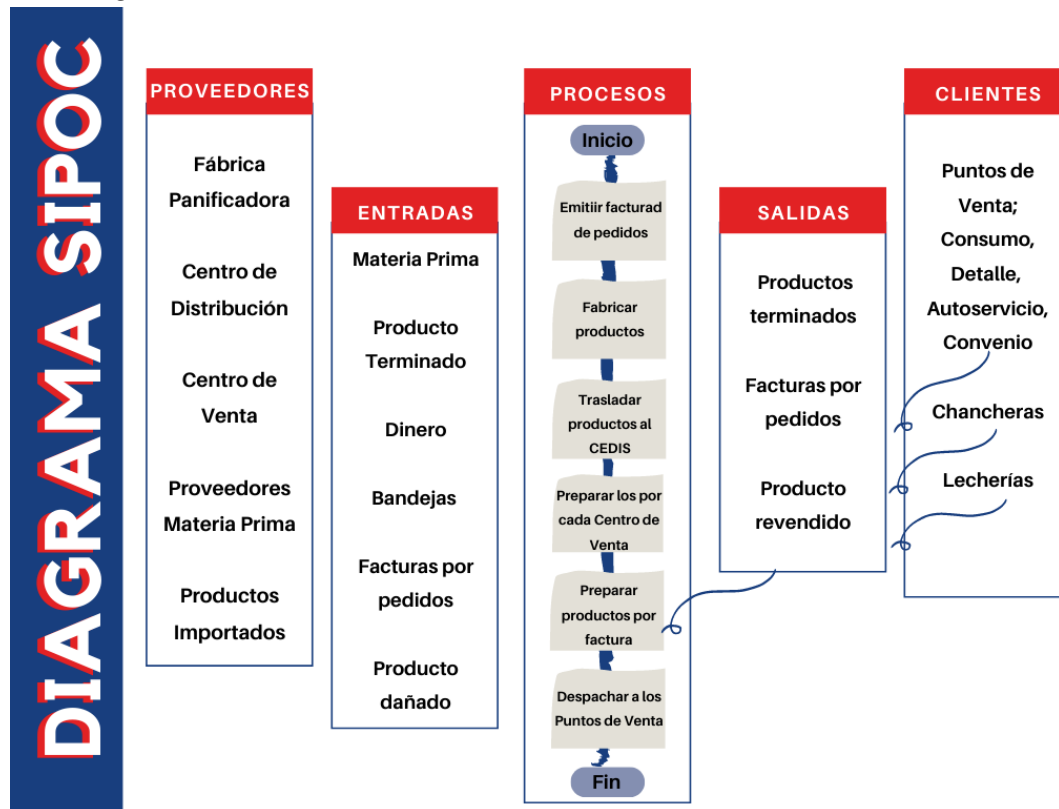 DIAGRAMA SIPOC
PROVEEDORES
Fábrica
Panificadora
Centro de
Distribución
Centro de
Venta
Proveedores
Materia Prima
Productos
Importados
ENTRADAS
Materia Prima
Producto
Terminado
Dinero
Bandejas
Facturas por
pedidos
Producto
dañado
PROCESOS
Inicio
Emitiir facturad
de pedidos
Fabricar
productos
Trasladar
productos al
CEDIS
Preparar los por
cada Centro de
Venta
Preparar
productos por
factura
Despachar a los
Puntos de Venta
Fin
SALIDAS
Productos
terminados
Facturas por
pedidos
Producto
revendido
CLIENTES
Puntos de
Venta;
Consumo,
Detalle,
Autoservicio,
Convenio
Chancheras
Lecherías